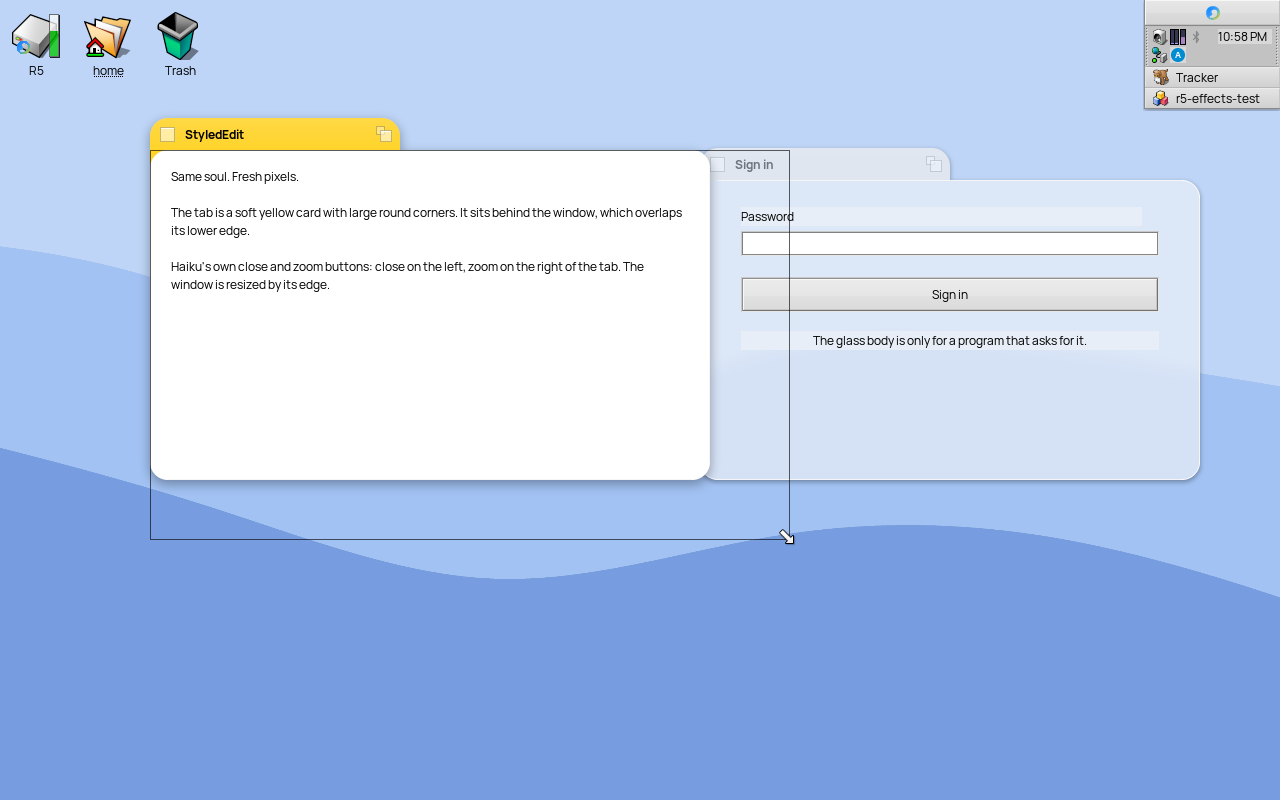 R5
home
Trash
10:58 PM
A
Tracker
r5-effects-test
StyledEdit
Same soul. Fresh pixels.
The tab is a soft yellow card with large round corners. It sits behind the window, which overlaps
its lower edge.
Haiku's own close and zoom buttons: close on the left, zoom on the right of the tab. The
window is resized by its edge.
Sign in
Password
Sign in
The glass body is only for a program that asks for it.